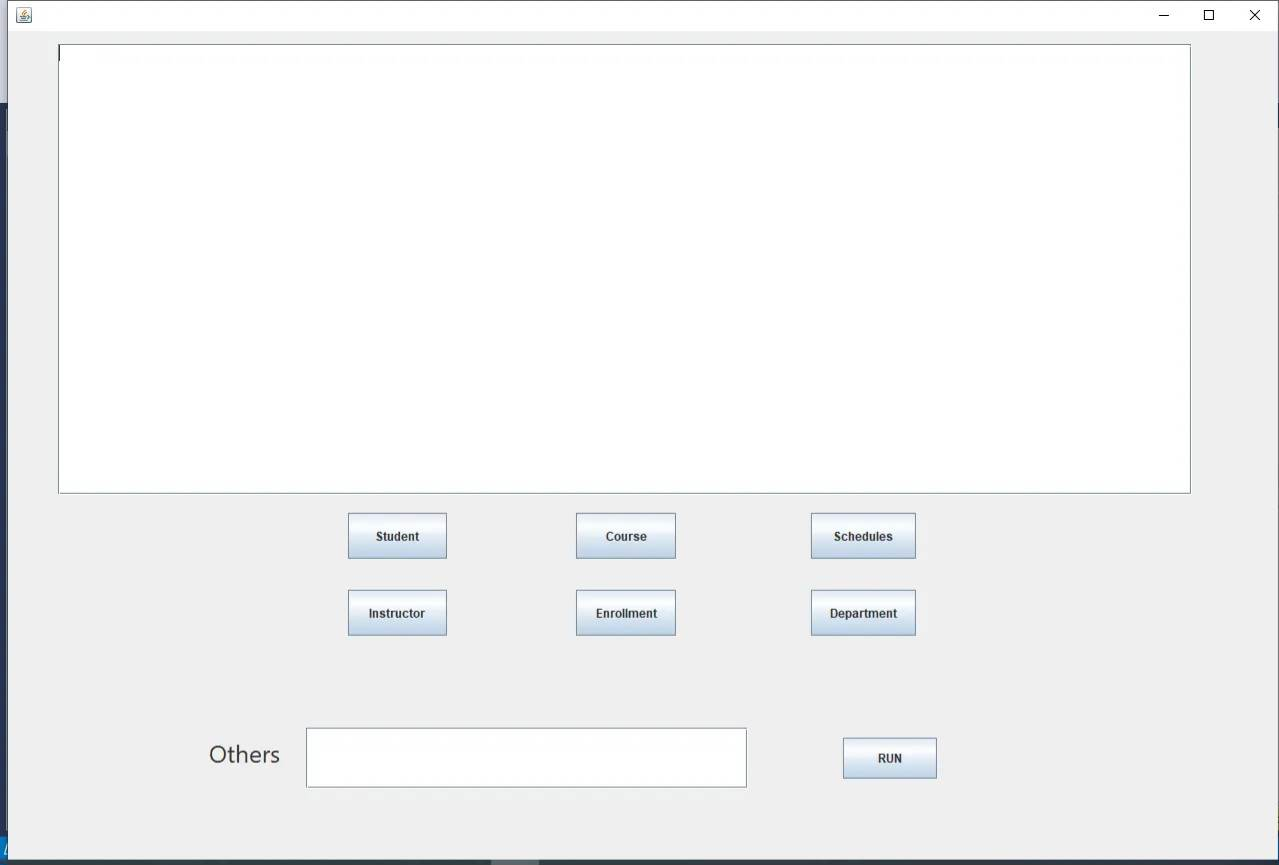 Student Course Schedules
Instructor Enrollment Department
Others RUN